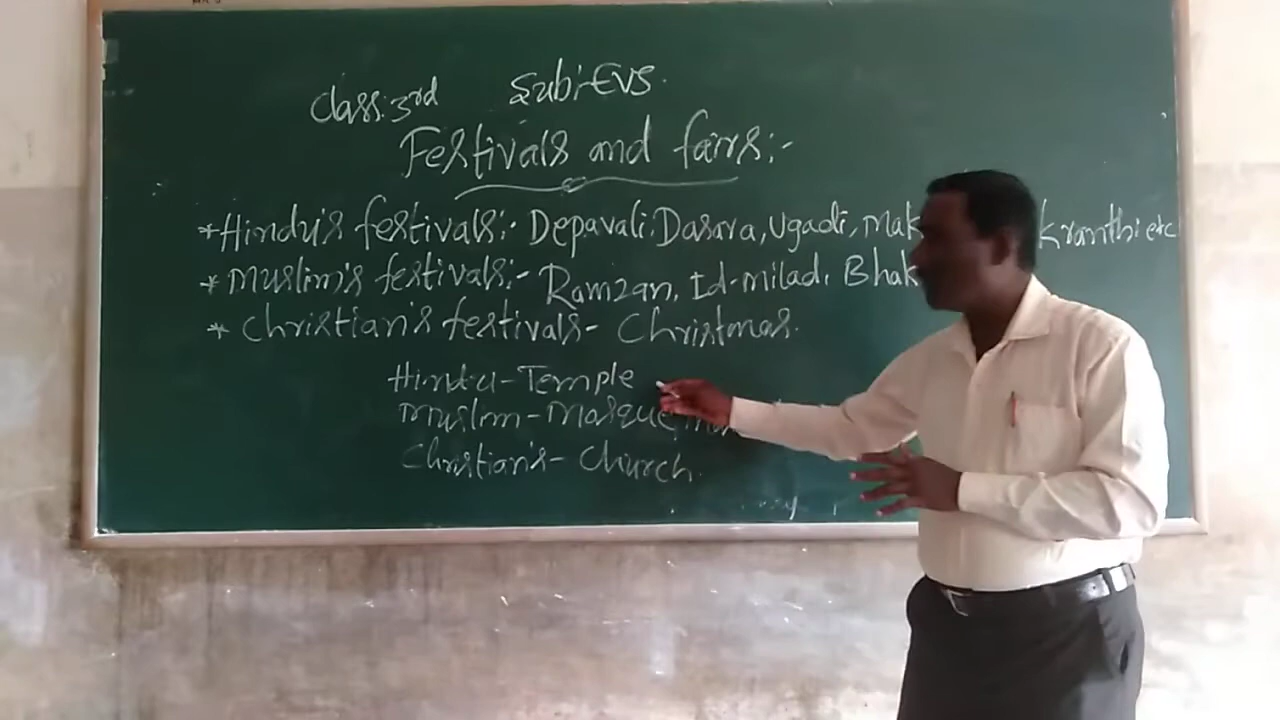 Class: 3rd Sub:- EVS.
Festivals and fairs:-
*Hindu's festivals:- Depavali, Dasara, Ugadi, Mak kranthi etc
*Muslim's festivals:- Ramzan, Id-milad, Bhak
* Christian's festivals- Christmas.
Hindu-Temple
Muslim-Masque
Christian's- Church.